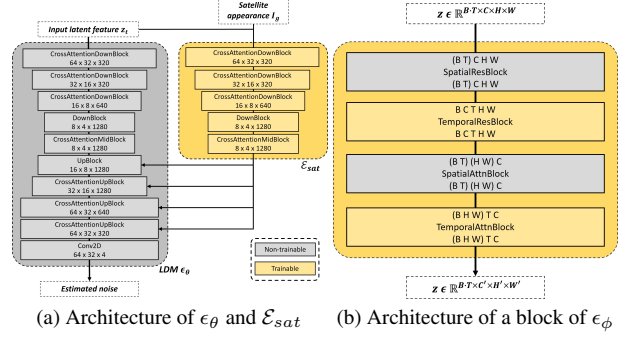 Satellite
appearance I_g
Input latent feature z_t
CrossAttentionDownBlock
64 x 32 x 320
CrossAttentionDownBlock
32 x 16 x 320
CrossAttentionDownBlock
16 x 8 x 640
DownBlock
8 x 4 x 1280
CrossAttentionMidBlock
8 x 4 x 1280
UpBlock
16 x 8 x 1280
CrossAttentionUpBlock
32 x 16 x 1280
CrossAttentionUpBlock
64 x 32 x 640
CrossAttentionUpBlock
64 x 32 x 320
Conv2D
64 x 32 x 4
LDM ϵ_θ
Estimated noise
CrossAttentionDownBlock
64 x 32 x 320
CrossAttentionDownBlock
32 x 16 x 320
CrossAttentionDownBlock
16 x 8 x 640
DownBlock
8 x 4 x 1280
CrossAttentionMidBlock
8 x 4 x 1280
ℰ_sat
Non-trainable
Trainable
(a) Architecture of ϵ_θ and ℰ_sat
z ϵ ℝ^{B·T×C×H×W}
(B T) C H W
SpatialResBlock
(B T) C H W
B C T H W
TemporalResBlock
B C T H W
(B T) (H W) C
SpatialAttnBlock
(B T) (H W) C
(B H W) T C
TemporalAttnBlock
(B H W) T C
z ϵ ℝ^{B·T×C′×H′×W′}
(b) Architecture of a block of ϵ_ϕ